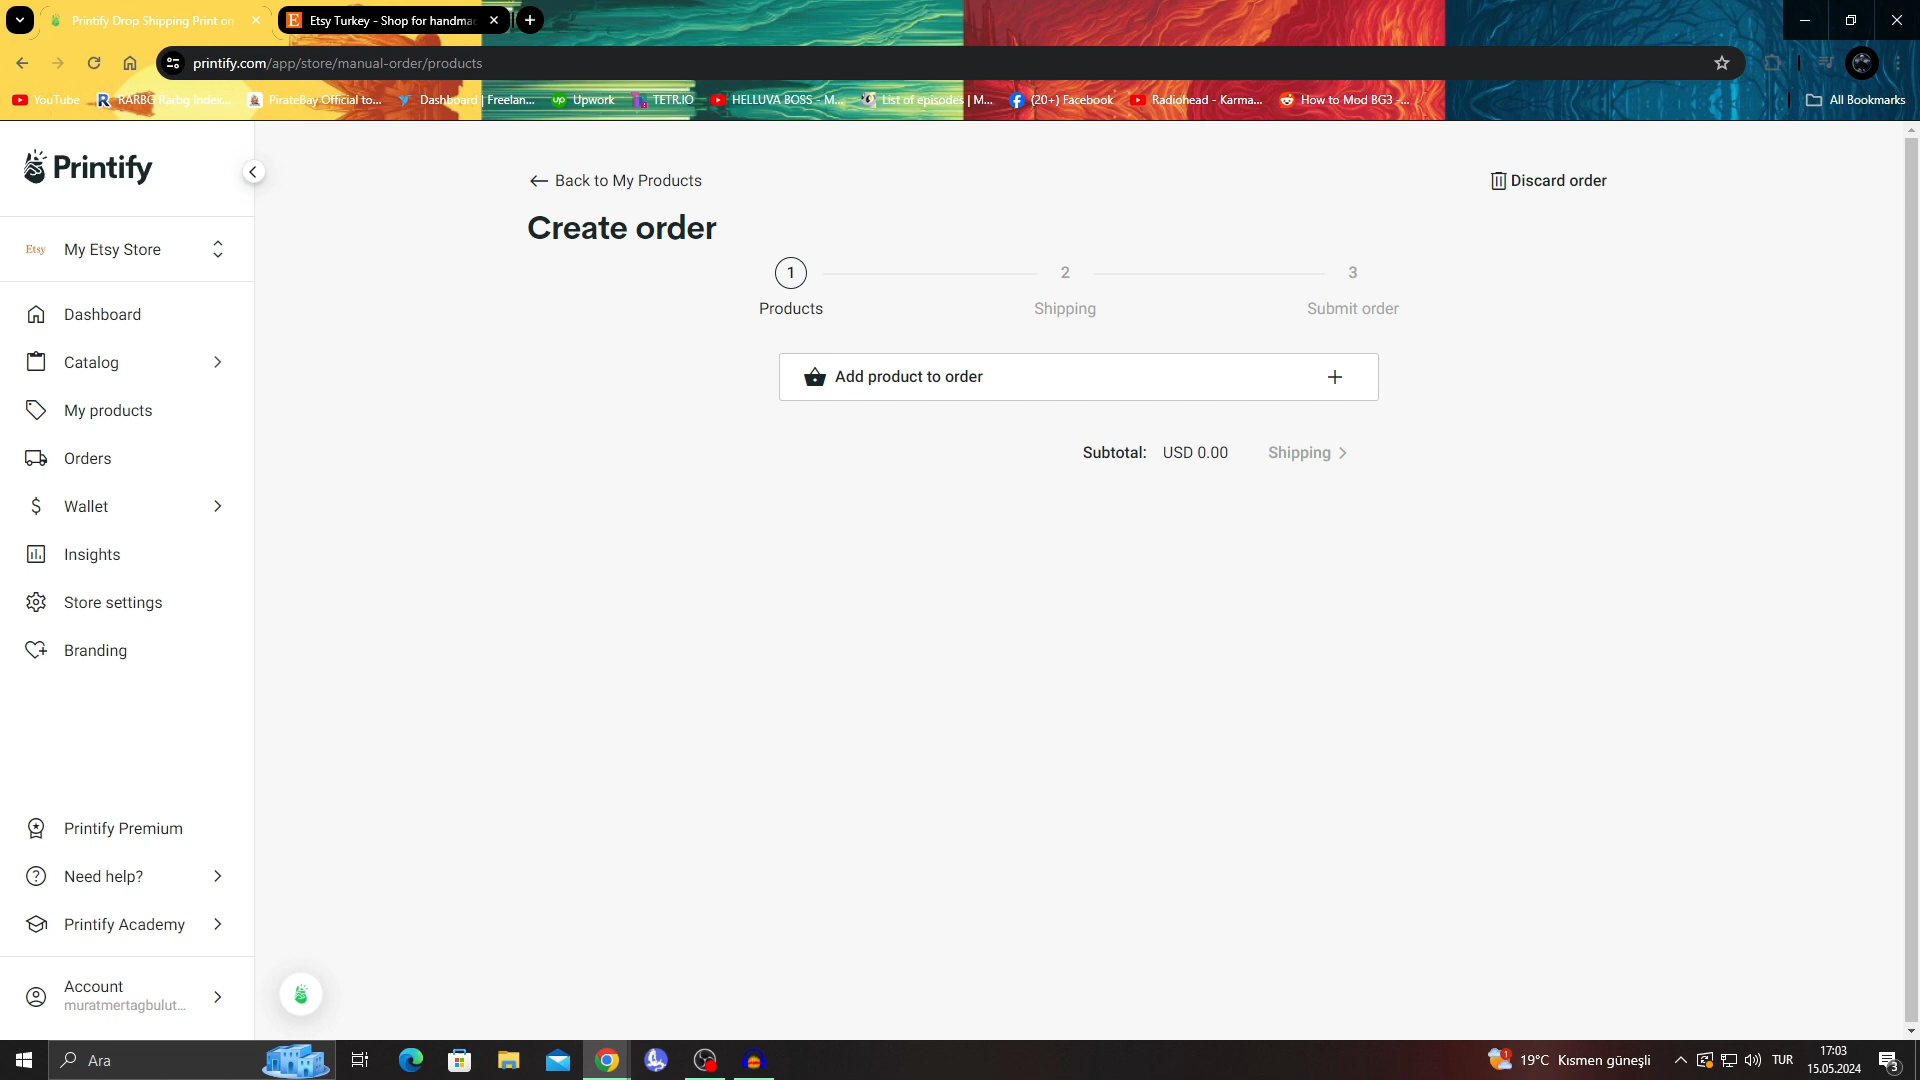 Printify Drop Shipping Print on
Etsy Turkey - Shop for handma
printify.com/app/store/manual-order/products
YouTube
RARBG Rarbg Index...
PirateBay Official to...
Dashboard | Freelan...
Upwork
TETR.IO
HELLUVA BOSS - M...
List of episodes | M...
(20+) Facebook
Radiohead - Karma...
How to Mod BG3 -...
All Bookmarks
Printify
Etsy My Etsy Store
Dashboard
Catalog
My products
Orders
Wallet
Insights
Store settings
Branding
Printify Premium
Need help?
Printify Academy
Account
muratmertagbulut...
Back to My Products
Discard order
Create order
1 2 3
Products Shipping Submit order
Add product to order
Subtotal: USD 0.00 Shipping
Ara
1
19°C Kısmen güneşli
TUR
17:03
15.05.2024
3